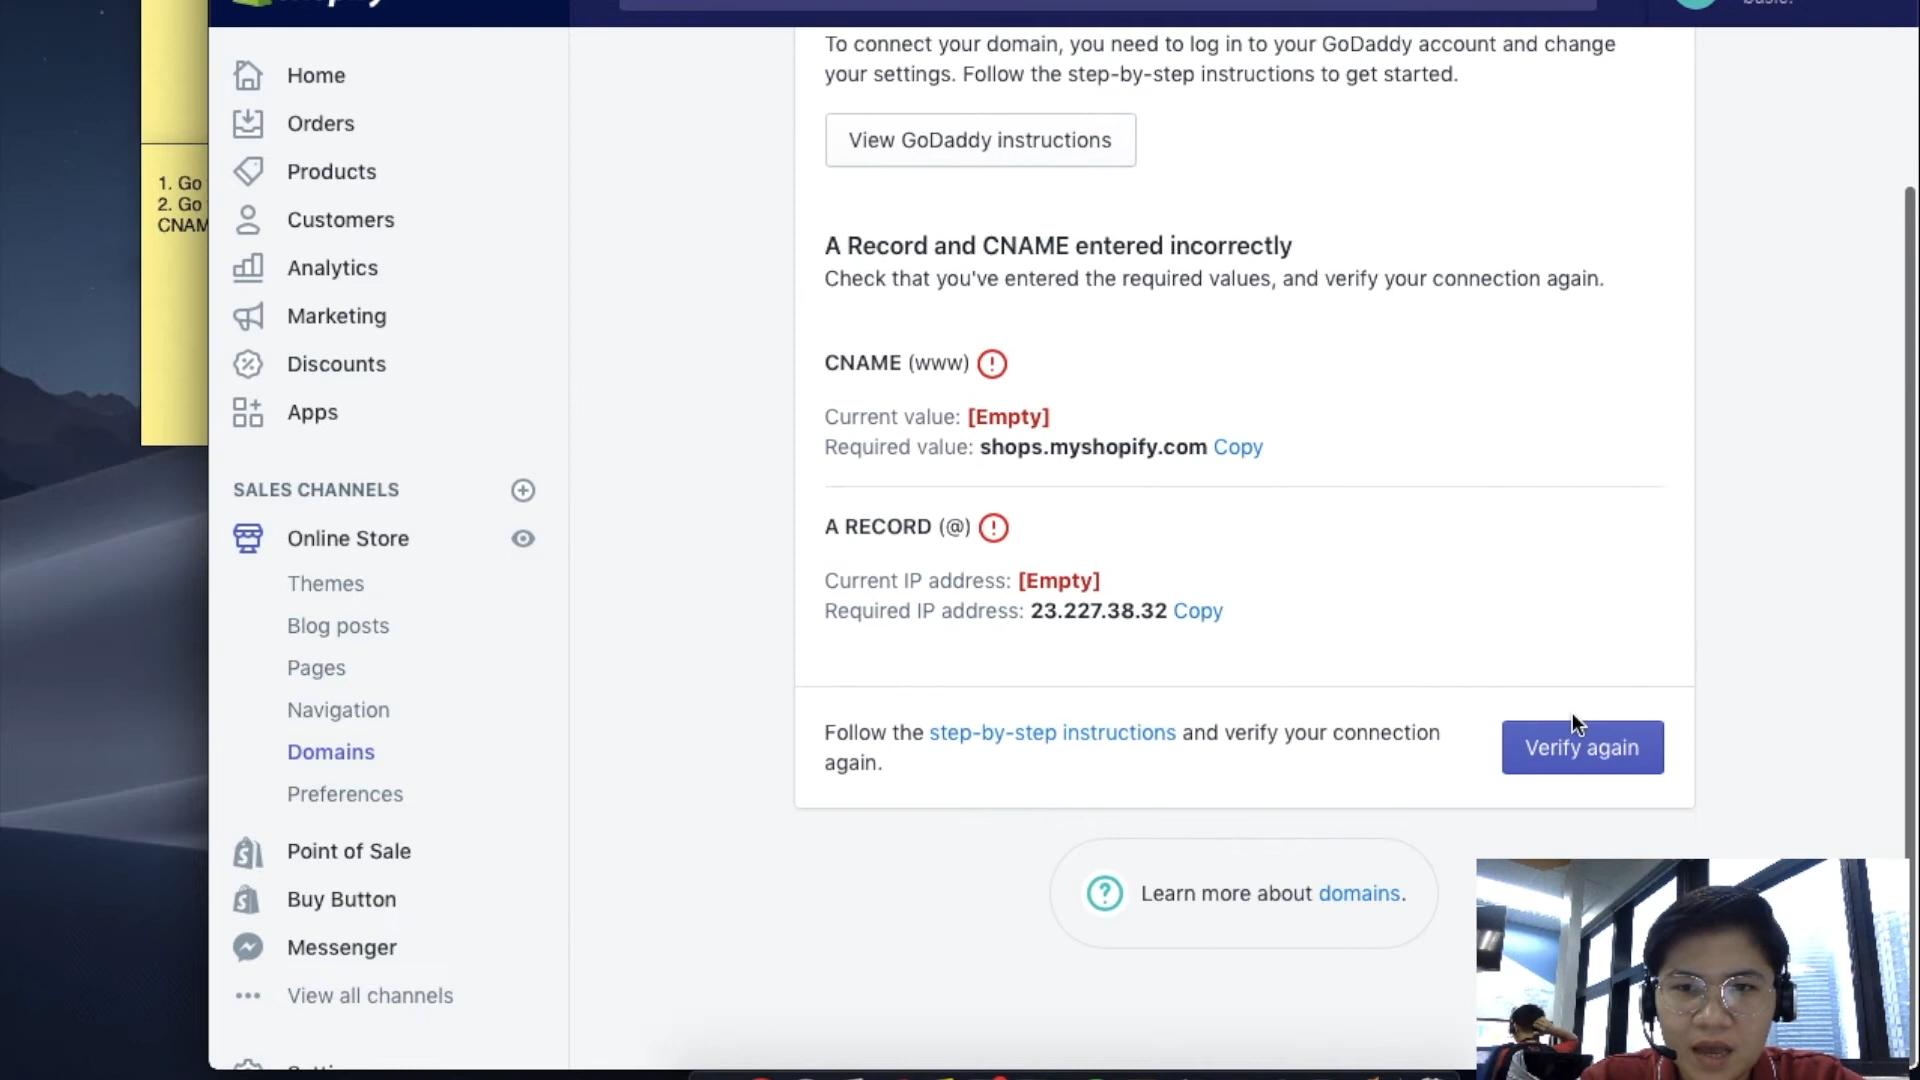 To connect your domain, you need to log in to your GoDaddy account and change
your settings. Follow the step-by-step instructions to get started.
View GoDaddy instructions
Home
Orders
Products
Customers
Analytics
Marketing
Discounts
Apps
1. Go
2. Go
CNAM
A Record and CNAME entered incorrectly
Check that you've entered the required values, and verify your connection again.
CNAME (www)
Current value: [Empty]
Required value: shops.myshopify.com Copy
A RECORD (@)
Current IP address: [Empty]
Required IP address: 23.227.38.32 Copy
SALES CHANNELS
Online Store
Themes
Blog posts
Pages
Navigation
Domains
Preferences
Point of Sale
Buy Button
Messenger
View all channels
Follow the step-by-step instructions and verify your connection
again.
Verify again
Learn more about domains.